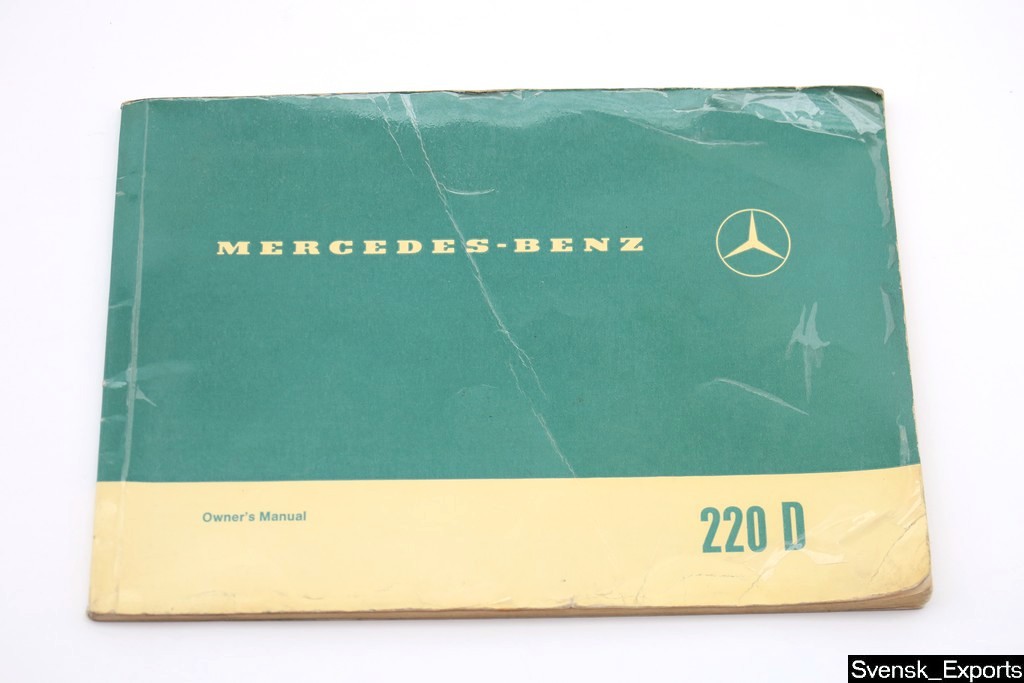 MERCEDES-BENZ
Owner's Manual
220 D
Svensk_Exports